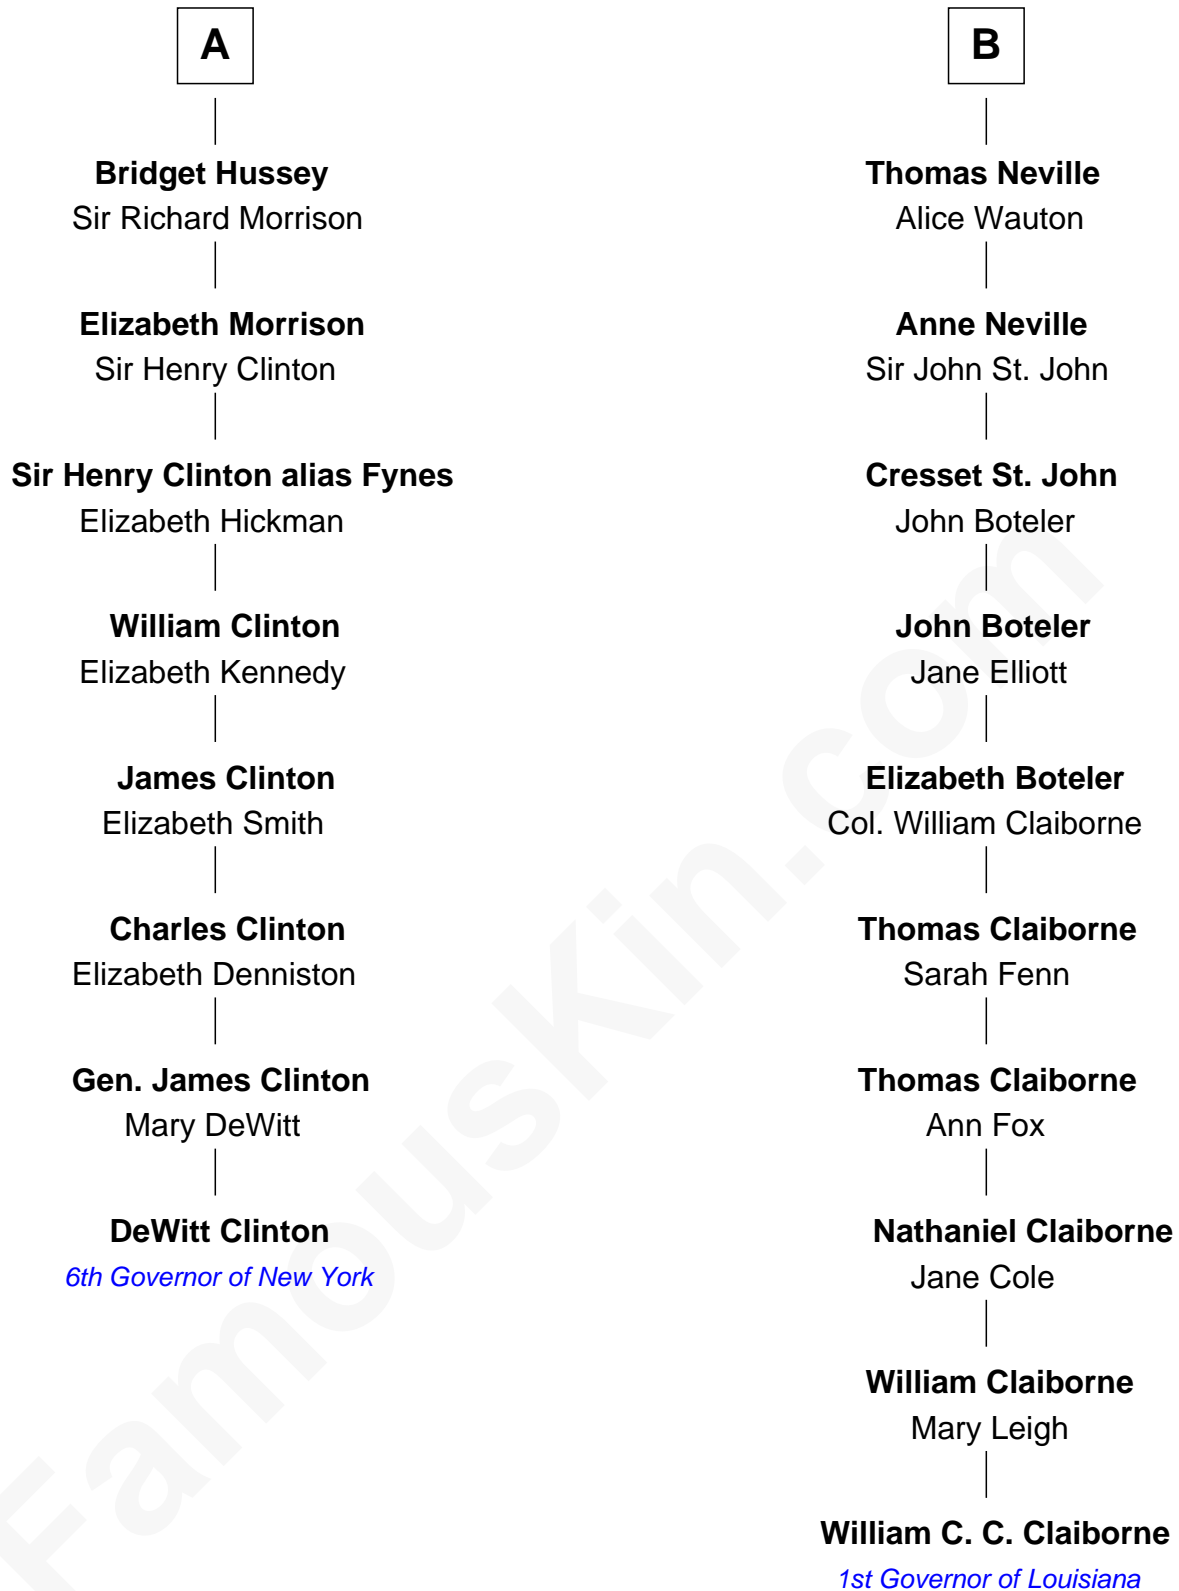 A
Bridget Hussey
Sir Richard Morrison
Elizabeth Morrison
Sir Henry Clinton
Sir Henry Clinton alias Fynes
Elizabeth Hickman
William Clinton
Elizabeth Kennedy
James Clinton
Elizabeth Smith
Charles Clinton
Elizabeth Denniston
Gen. James Clinton
Mary DeWitt
DeWitt Clinton
6th Governor of New York
B
Thomas Neville
Alice Wauton
Anne Neville
Sir John St. John
Cresset St. John
John Boteler
John Boteler
Jane Elliott
Elizabeth Boteler
Col. William Claiborne
Thomas Claiborne
Sarah Fenn
Thomas Claiborne
Ann Fox
Nathaniel Claiborne
Jane Cole
William Claiborne
Mary Leigh
William C. C. Claiborne
1st Governor of Louisiana
FamousKin.com